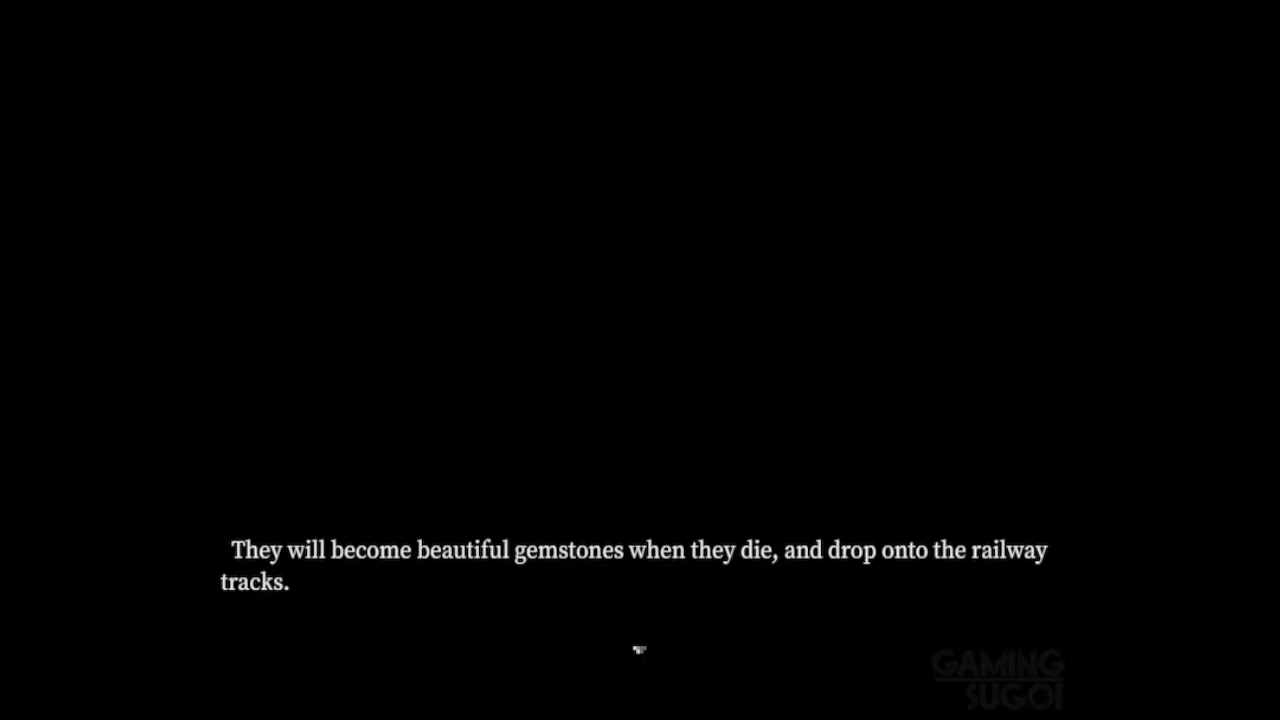 They will become beautiful gemstones when they die, and drop onto the railway
tracks.
GAMING
SUGOI